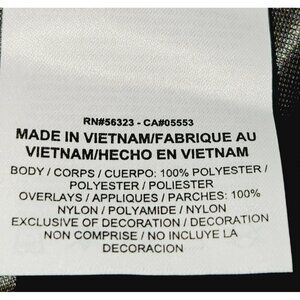 RN#56323 - CA#05553
MADE IN VIETNAM/FABRIQUE AU
VIETNAM/HECHO EN VIETNAM
BODY / CORPS / CUERPO: 100% POLYESTER /
POLYESTER / POLIESTER
OVERLAYS / APPLIQUES / PARCHES: 100%
NYLON / POLYAMIDE / NYLON
EXCLUSIVE OF DECORATION / DECORATION
NON COMPRISE / NO INCLUYE LA
DECORACION